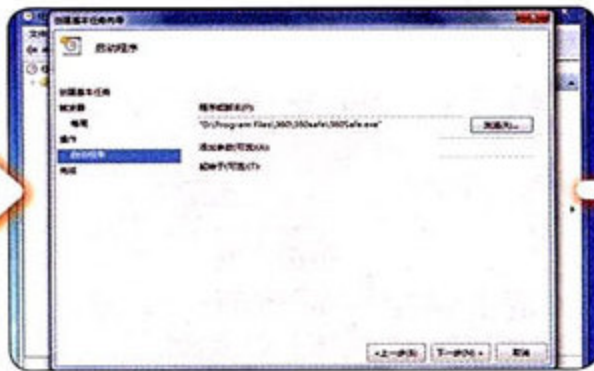 创建基本任务向导
启动程序
创建基本任务
触发器
每周
操作
启动程序
完成
程序或脚本(P):
"D:\Program Files\360\360safe\360Safe.exe"
浏览(R)...
添加参数(可选)(A):
起始于(可选)(T):
<上一步(B)
下一步(N) >
取消